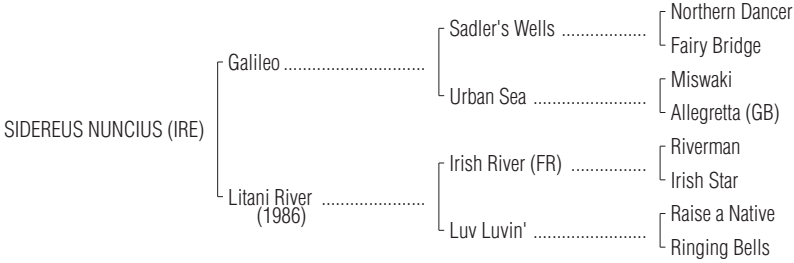 Northern Dancer
Sadler's Wells ...................
Fairy Bridge
Galileo ...............................
Miswaki
Urban Sea .........................
Allegretta (GB)
SIDEREUS NUNCIUS (IRE)
Riverman
Irish River (FR) .................
Irish Star
Litani River .......................
(1986)
Raise a Native
Luv Luvin' .........................
Ringing Bells